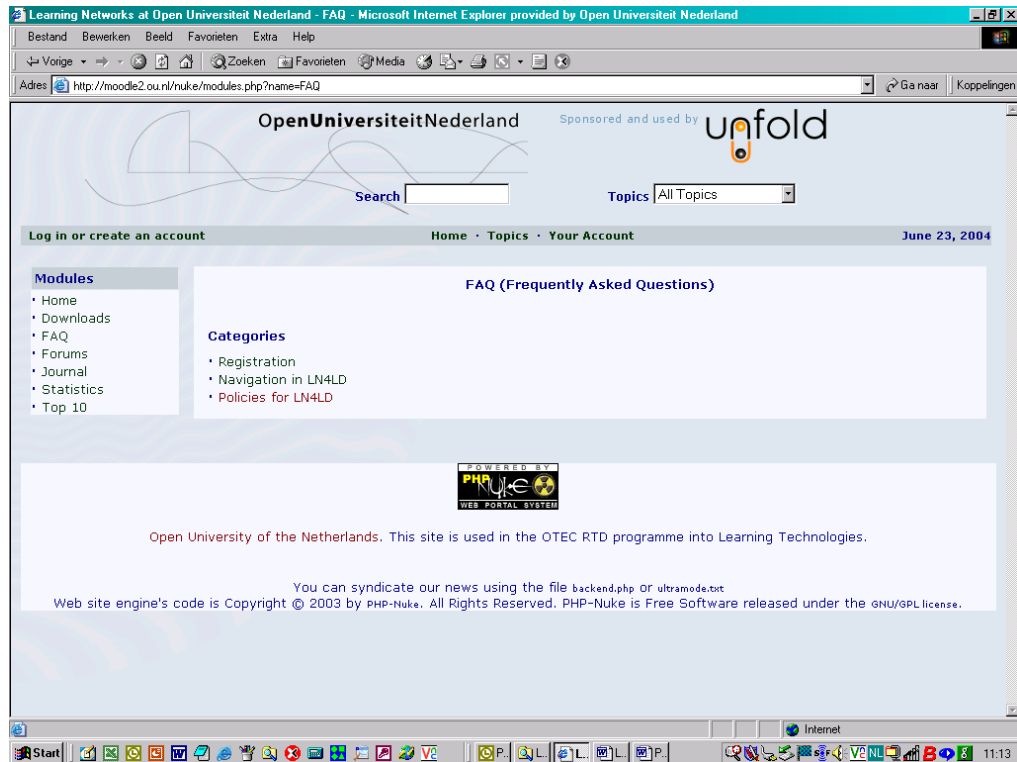 Learning Networks at Open Universiteit Nederland - FAQ - Microsoft Internet Explorer provided by Open Universiteit Nederland
Bestand Bewerken Beeld Favorieten Extra Help
Vorige Zoeken Favorieten Media
Adres http://moodle2.ou.nl/nuke/modules.php?name=FAQ Ga naar Koppelingen
OpenUniversiteitNederland Sponsored and used by unfold
Search Topics All Topics
Log in or create an account Home · Topics · Your Account June 23, 2004
Modules
· Home
· Downloads
· FAQ
· Forums
· Journal
· Statistics
· Top 10
FAQ (Frequently Asked Questions)
Categories
· Registration
· Navigation in LN4LD
· Policies for LN4LD
POWERED BY
PHP NUKE
WEB PORTAL SYSTEM
Open University of the Netherlands. This site is used in the OTEC RTD programme into Learning Technologies.
You can syndicate our news using the file backend.php or ultramode.txt
Web site engine's code is Copyright © 2003 by PHP-Nuke. All Rights Reserved. PHP-Nuke is Free Software released under the GNU/GPL license.
Internet
Start P.. L.. L.. L.. P.. NL 11:13